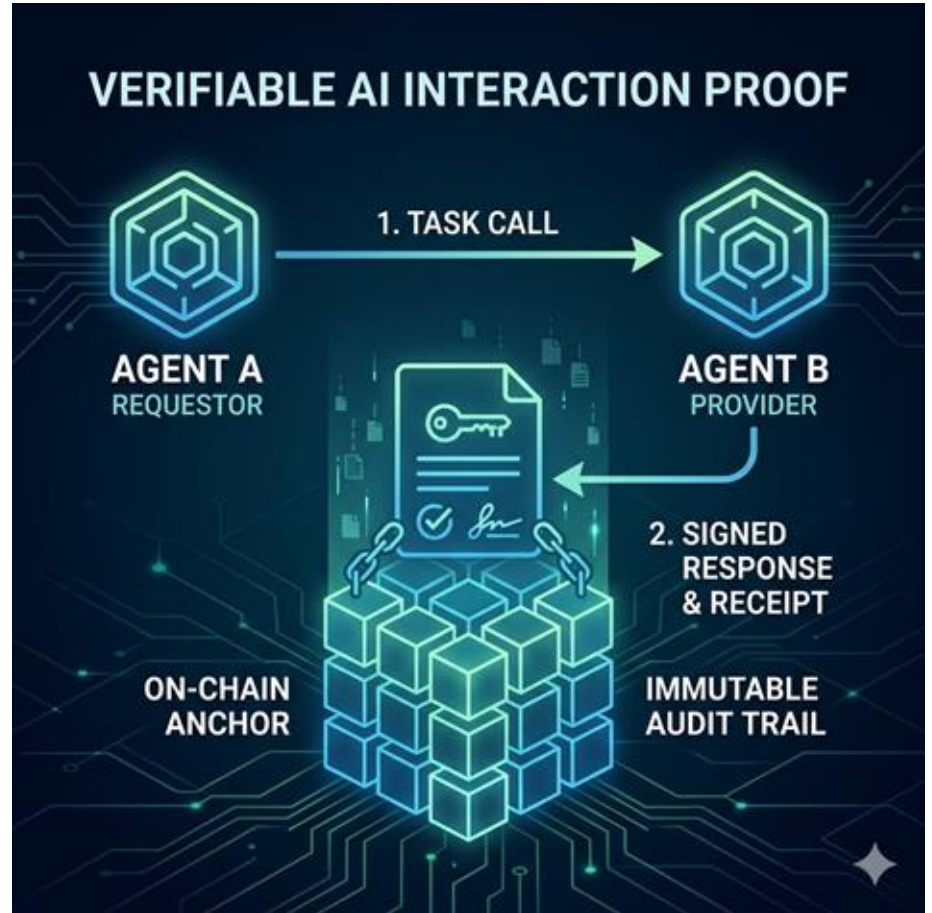 VERIFIABLE AI INTERACTION PROOF
1. TASK CALL
AGENT A
REQUESTOR
AGENT B
PROVIDER
2. SIGNED
RESPONSE
& RECEIPT
ON-CHAIN
ANCHOR
IMMUTABLE
AUDIT TRAIL